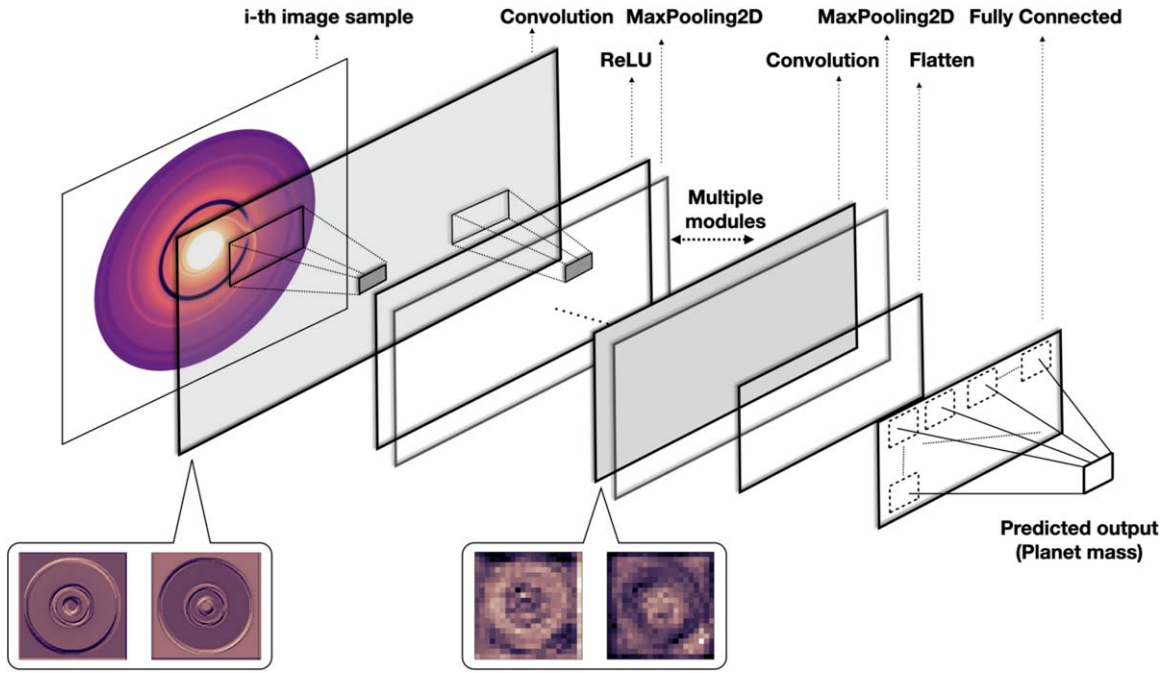 i-th image sample
Convolution
MaxPooling2D
MaxPooling2D
Fully Connected
ReLU
Convolution
Flatten
Multiple
modules
Predicted output
(Planet mass)